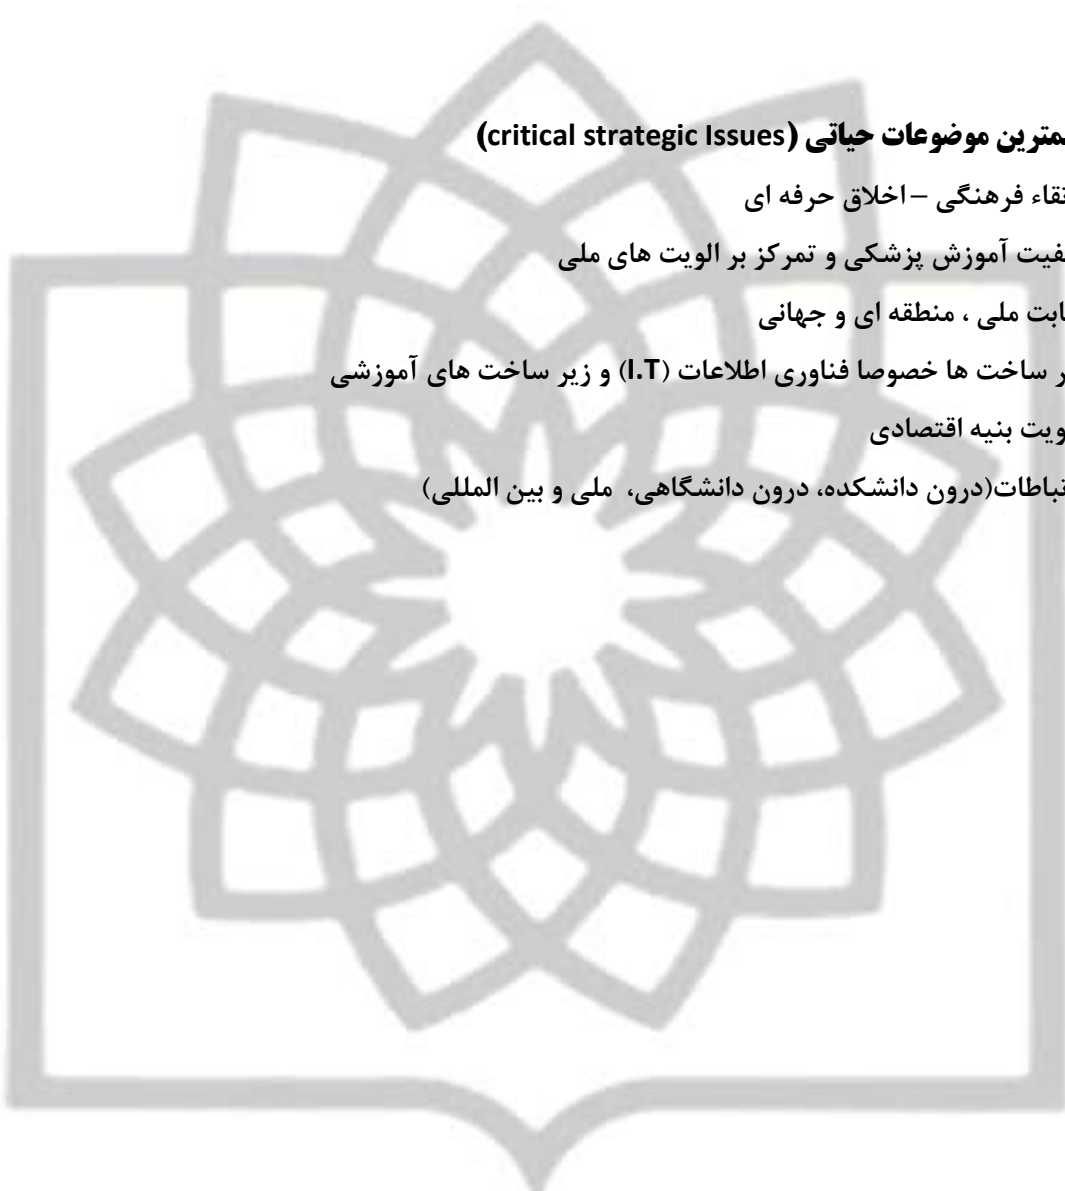 مترین موضوعات حیاتی (critical strategic Issues)
تقاء فرهنگی – اخلاق حرفه ای
فیت آموزش پزشکی و تمرکز بر الویت های ملی
ابت ملی ، منطقه ای و جهانی
ر ساخت ها خصوصا فناوری اطلاعات (I.T) و زیر ساخت های آموزشی
ویت بنیه اقتصادی
تباطات(درون دانشکده، درون دانشگاهی، ملی و بین المللی)